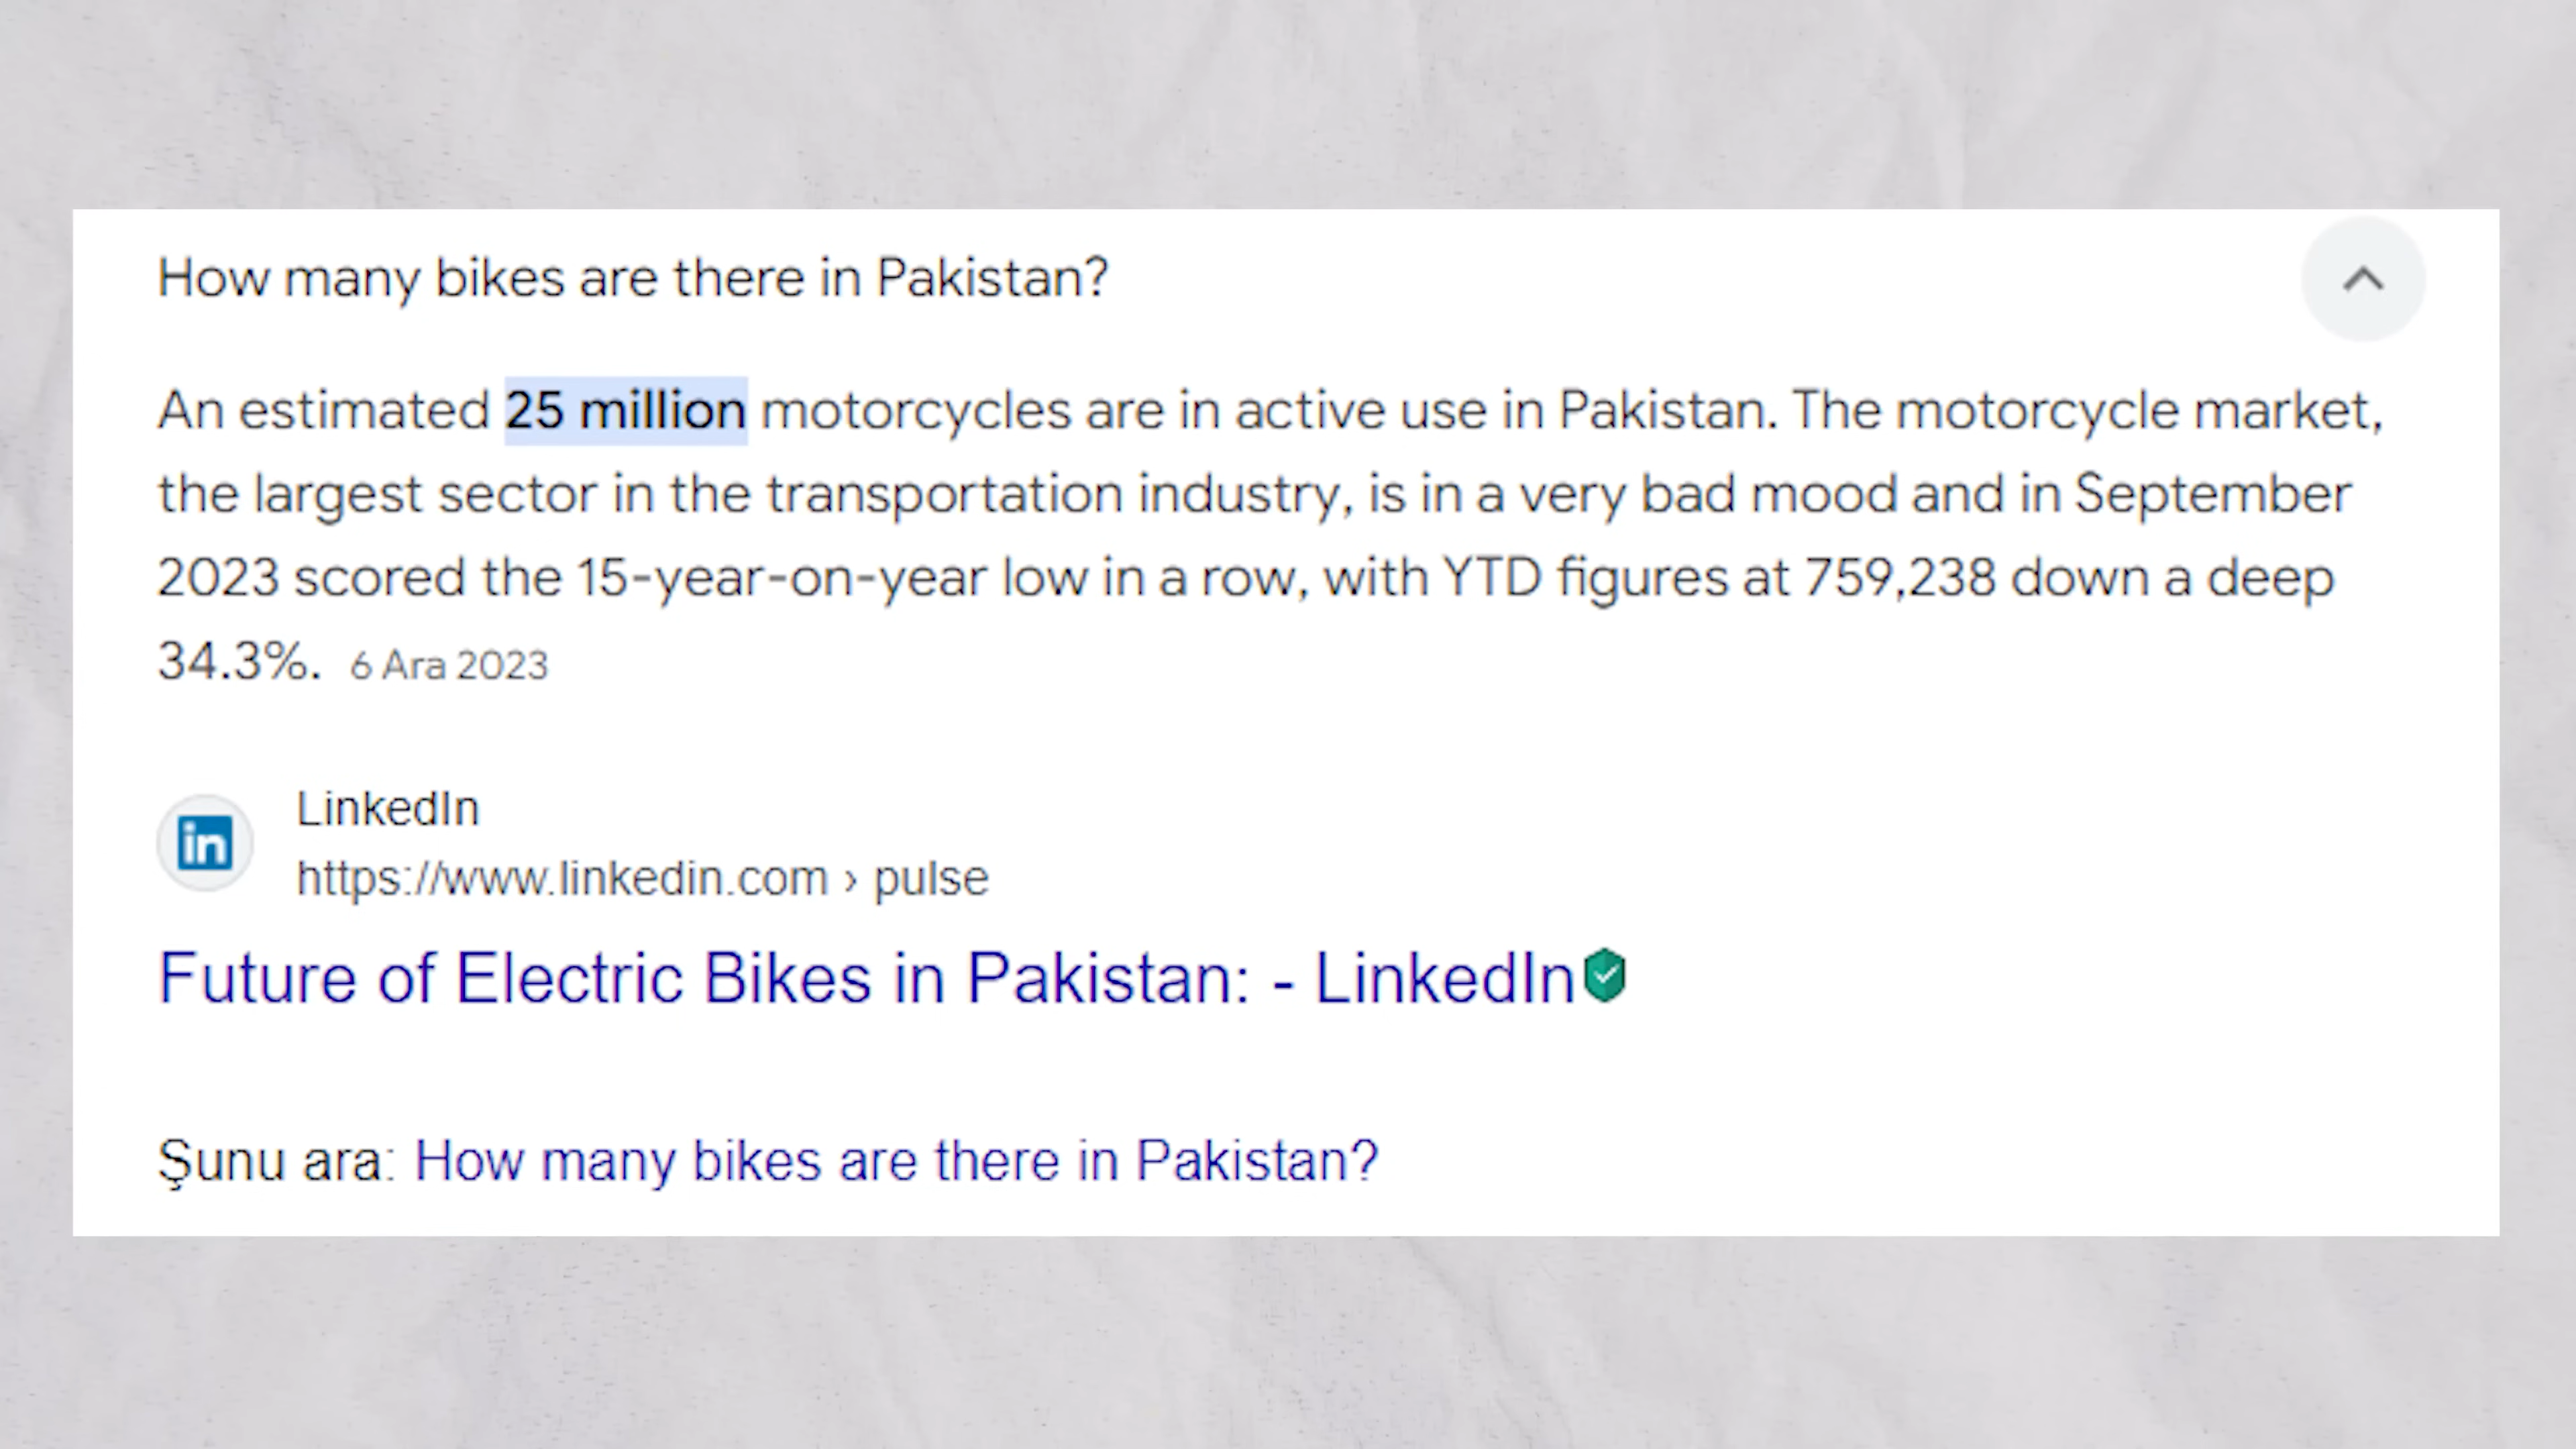 How many bikes are there in Pakistan?
An estimated 25 million motorcycles are in active use in Pakistan. The motorcycle market,
the largest sector in the transportation industry, is in a very bad mood and in September
2023 scored the 15-year-on-year low in a row, with YTD figures at 759,238 down a deep
34.3%. 6 Ara 2023
in
LinkedIn
https://www.linkedin.com › pulse
Future of Electric Bikes in Pakistan: - LinkedIn
Şunu ara: How many bikes are there in Pakistan?